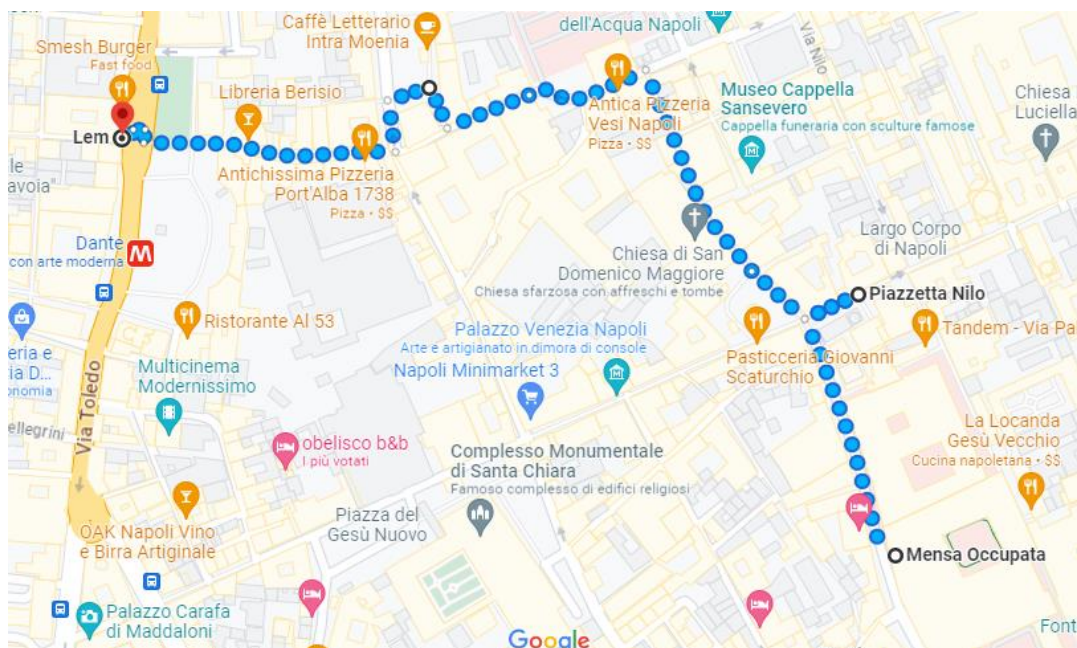 Caffè Letterario
Intra Moenia
dell'Acqua Napoli
Via Nilo
Smesh Burger
Fast food
Libreria Berisio
Antica Pizzeria
Vesi Napoli
Pizza • $$
Museo Cappella
Sansevero
Cappella funeraria con sculture famose
Chiesa
Luciella
Lem
avoia"
Antichissima Pizzeria
Port'Alba 1738
Pizza • $$
Dante
con arte moderna
M
Chiesa di San
Domenico Maggiore
Chiesa sfarzosa con affreschi e tombe
Largo Corpo
di Napoli
Piazzetta Nilo
Ristorante Al 53
Palazzo Venezia Napoli
Arte e artigianato in dimora di console
Napoli Minimarket 3
Pasticceria Giovanni
Scaturchio
Tandem - Via Pa
eria e
ia D...
onomia
Multicinema
Modernissimo
Via Toledo
ellegrini
obelisco b&b
I più votati
Complesso Monumentale
di Santa Chiara
Famoso complesso di edifici religiosi
La Locanda
Gesù Vecchio
Cucina napoletana • $$
Piazza del
Gesù Nuovo
OAK Napoli Vino
e Birra Artiginale
Mensa Occupata
Palazzo Carafa
di Maddaloni
Google
Font